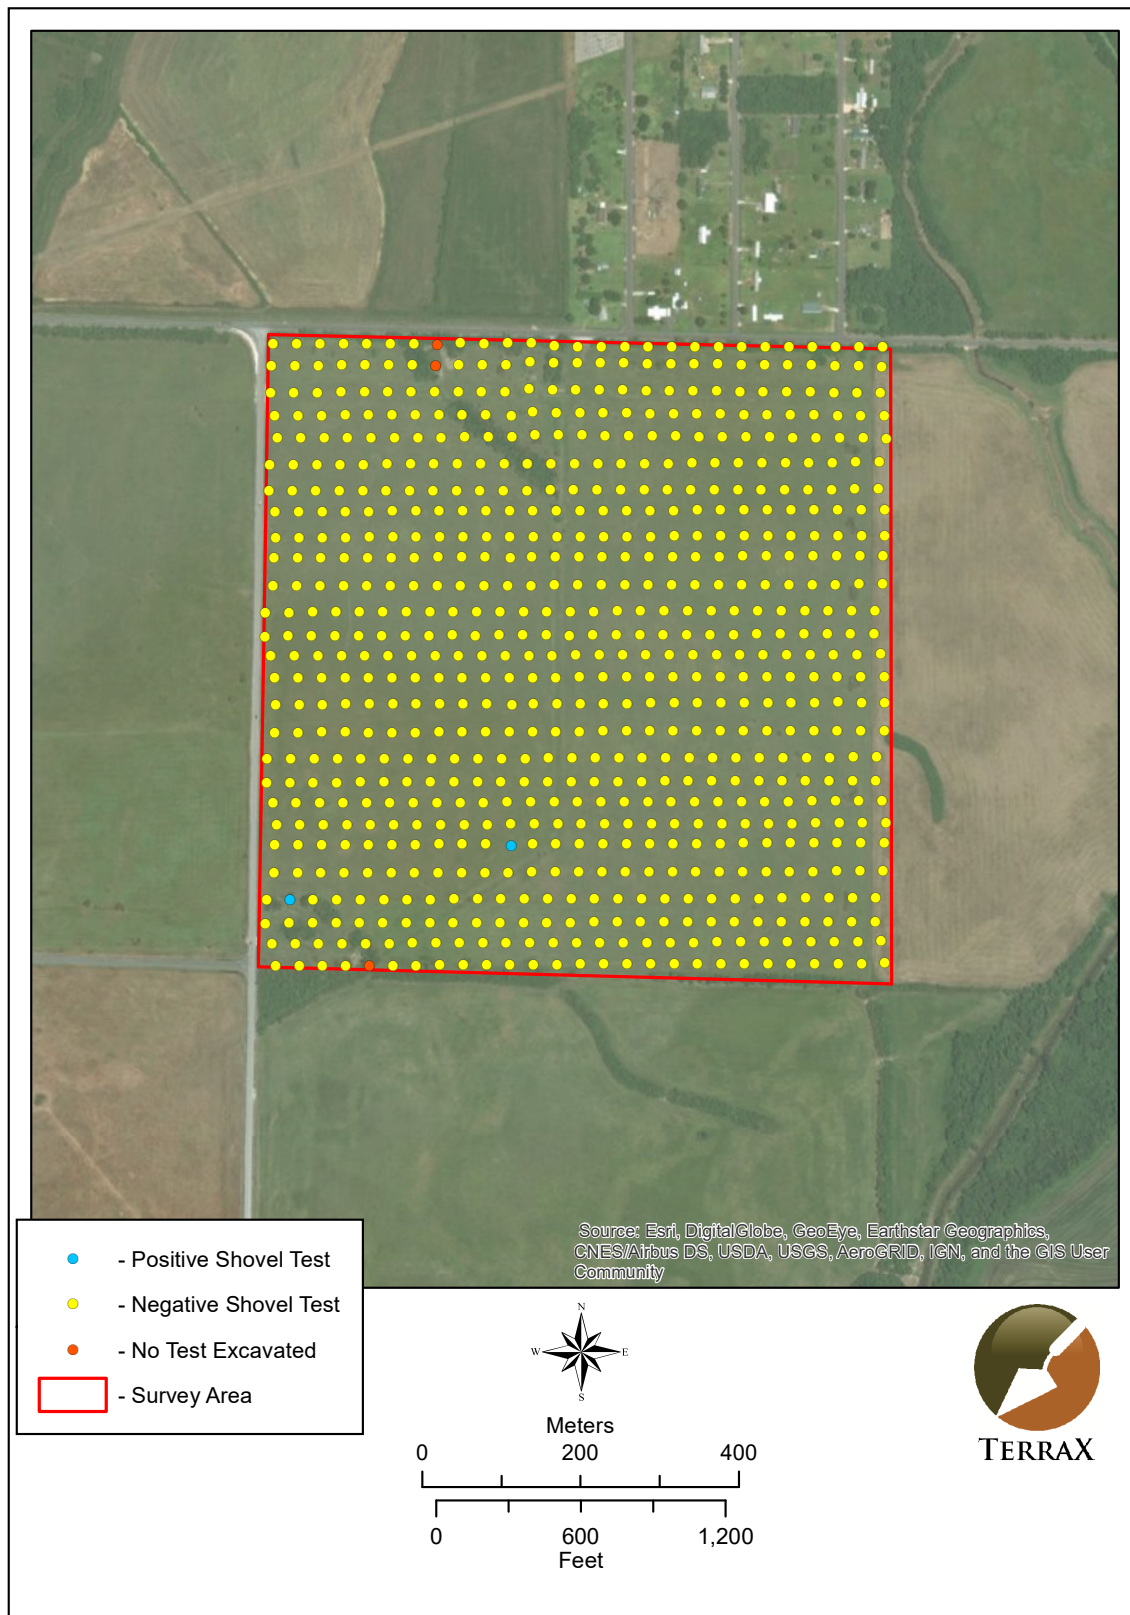 Source: Esri, DigitalGlobe, GeoEye, Earthstar Geographics,
CNES/Airbus DS, USDA, USGS, AeroGRID, IGN, and the GIS User
Community
- Positive Shovel Test
- Negative Shovel Test
- No Test Excavated
- Survey Area
N
W E
S
Meters
0 200 400
0 600 1,200
Feet
TERRAX